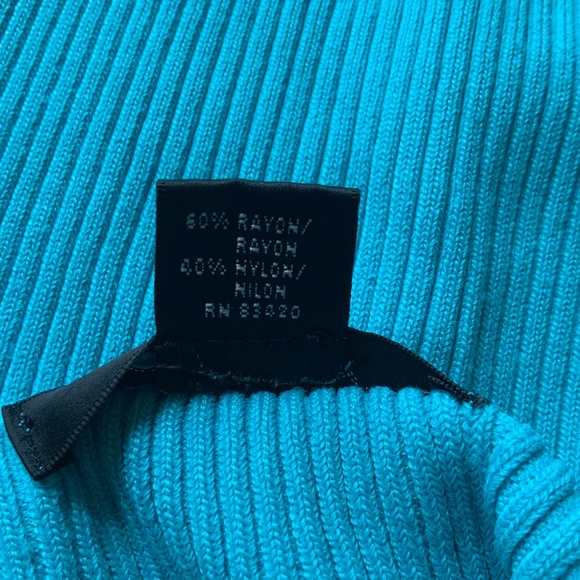 60% RAYON/
RAYON
40% NYLON/
NILON
RN 83420